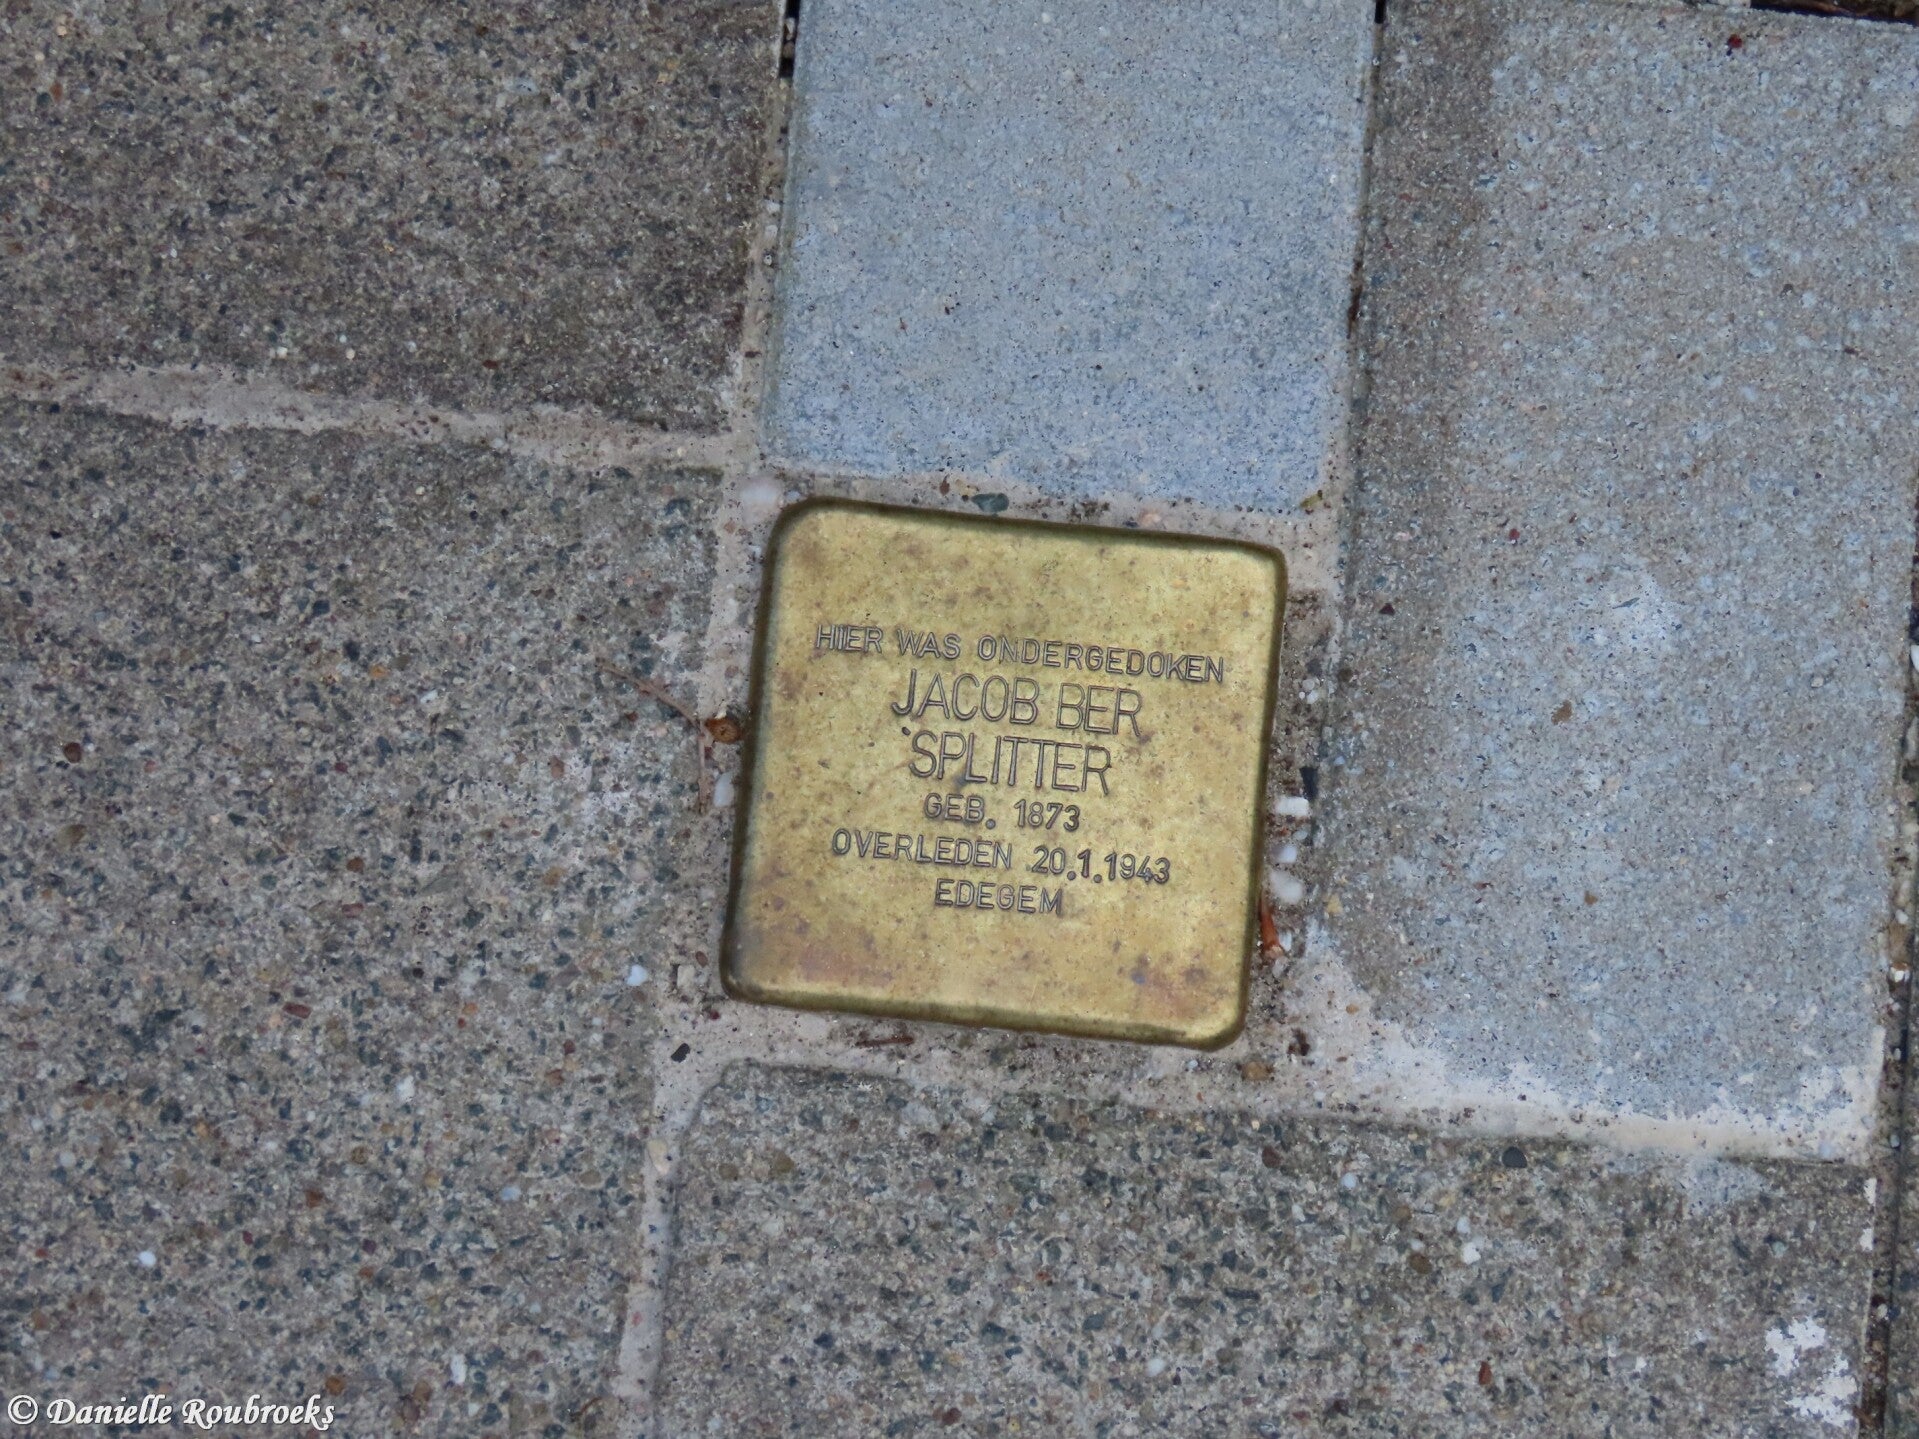 HIER WAS ONDERGEDOKEN
JACOB BER
SPLITTER
GEB. 1873
OVERLEDEN 20.1.1943
EDEGEM
© Danielle Roubroeks